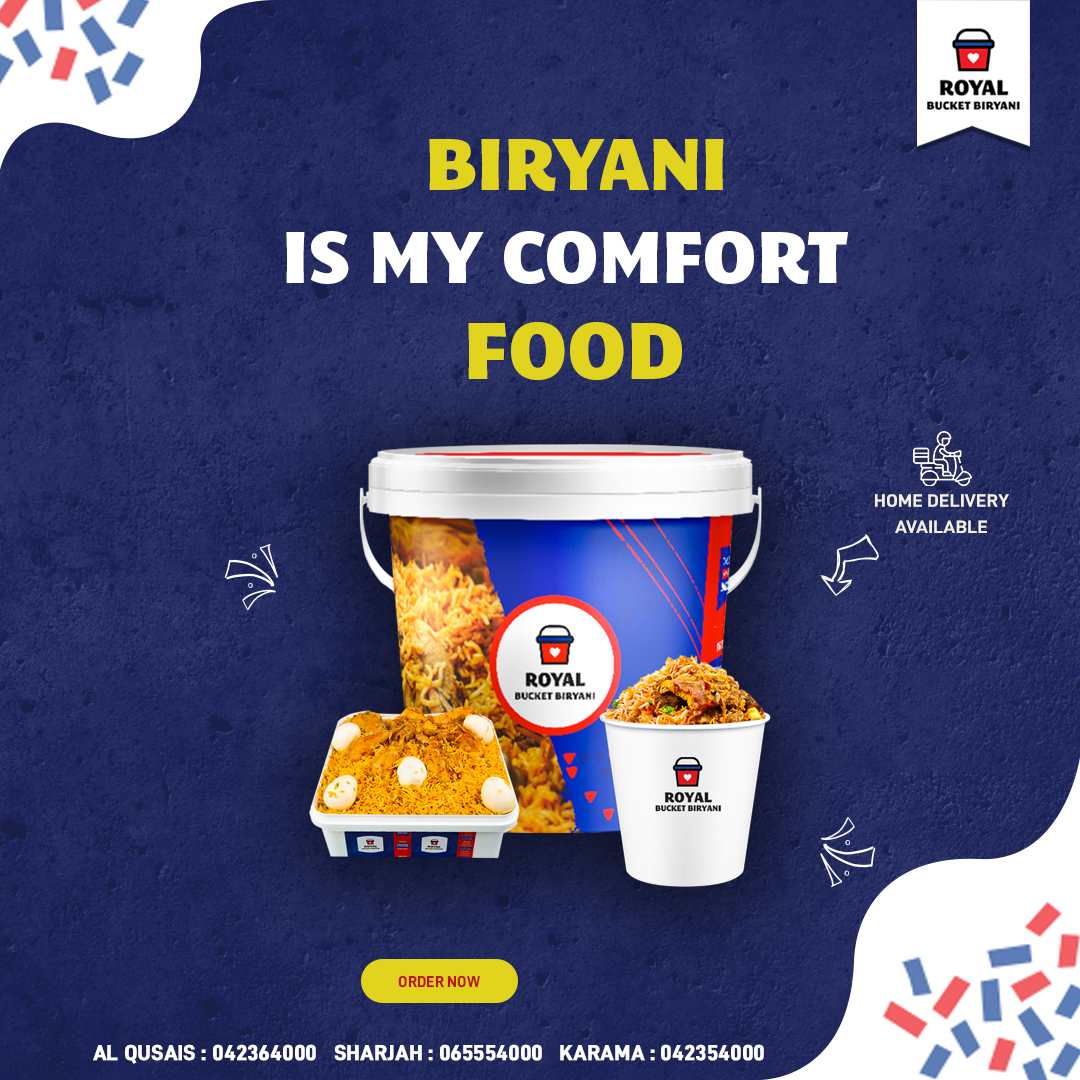 ROYAL
BUCKET BIRYANI
BIRYANI
IS MY COMFORT
FOOD
HOME DELIVERY
AVAILABLE
ROYAL
BUCKET BIRYANI
ROYAL
BUCKET BIRYANI
ORDER NOW
AL QUSAIS : 042364000 SHARJAH : 065554000 KARAMA : 042354000